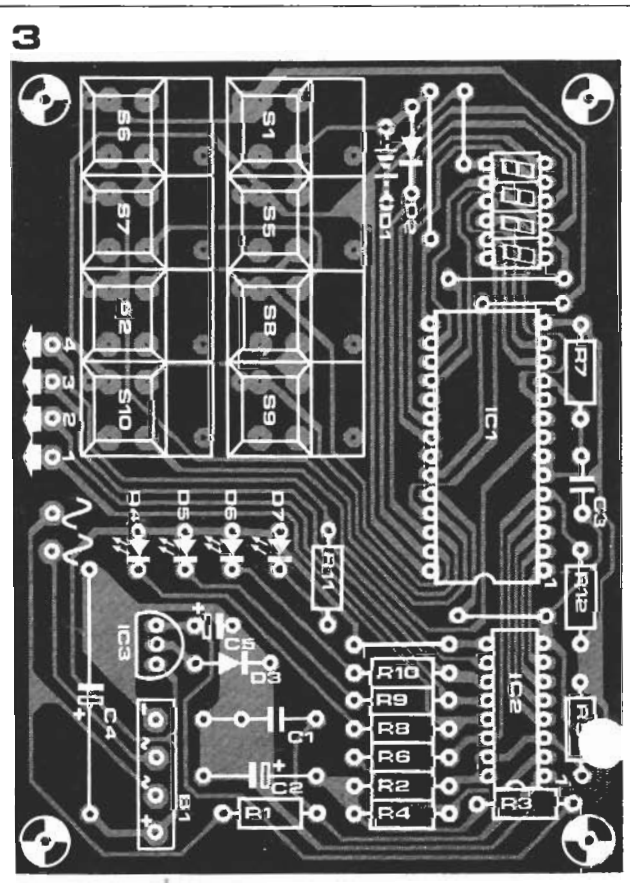 3
S6
S1
S7
S5
S2
S8
S10
S9
D1
D2
4
3
2
1
IC1
R7
C3
R12
D4
D5
D6
D7
R11
IC3
C5
D3
C4
C1
C2
B1
R1
R10
R9
R8
R6
R2
R4
IC2
R3
1
1